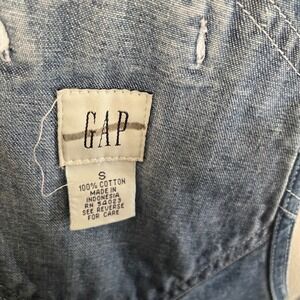 GAP
S
100% COTTON
MADE IN
INDONESIA
RN 54023
SEE REVERSE
FOR CARE